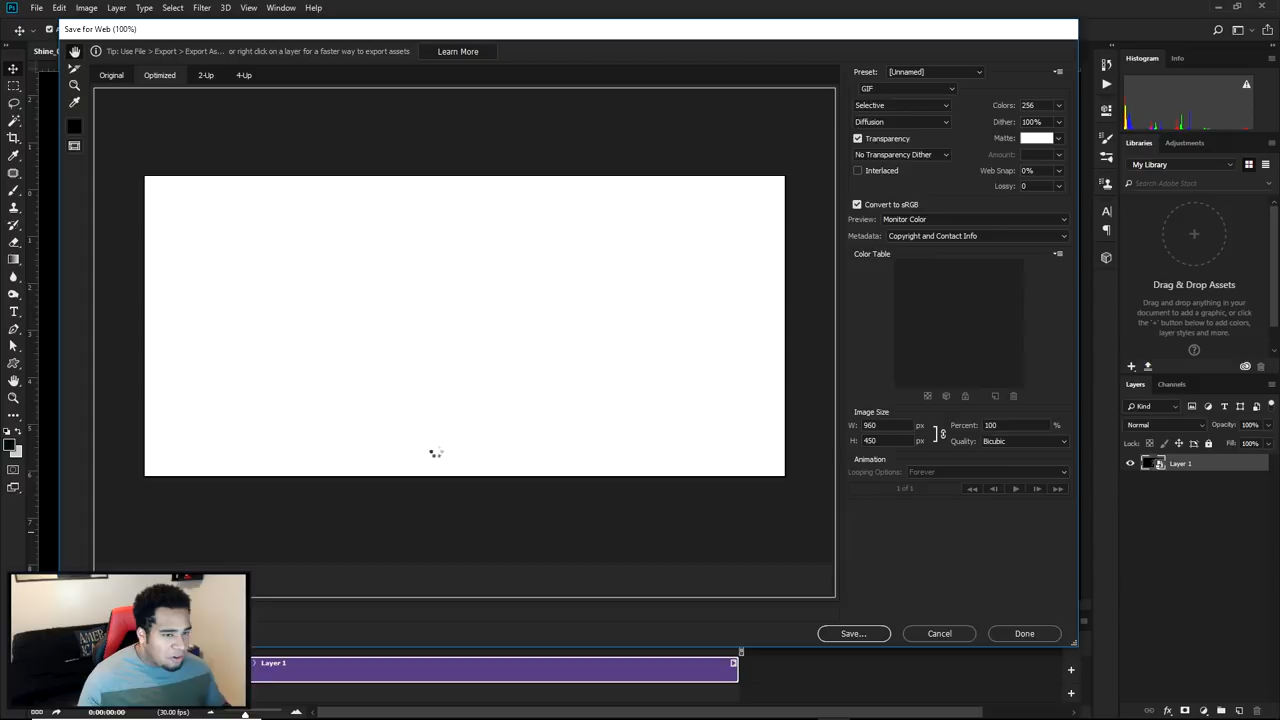 Ps File Edit Image Layer Type Select Filter 3D View Window Help
Save for Web (100%)
Tip: Use File > Export > Export As... or right click on a layer for a faster way to export assets Learn More
Original Optimized 2-Up 4-Up
Preset: [Unnamed]
GIF
Selective Colors: 256
Diffusion Dither: 100%
Transparency Matte:
No Transparency Dither Amount:
Interlaced Web Snap: 0%
Lossy: 0
Convert to sRGB
Preview: Monitor Color
Metadata: Copyright and Contact Info
Color Table
Image Size
W: 960 px Percent: 100 %
H: 450 px Quality: Bicubic
Animation
Looping Options: Forever
1 of 1
Save... Cancel Done
Histogram Info
Libraries Adjustments
My Library
Search Adobe Stock
Drag & Drop Assets
Drag and drop anything in your
document to add a graphic, or click
the '+' button below to add colors,
layer styles and more.
Layers Channels
Kind
Normal Opacity: 100%
Lock: Fill: 100%
Layer 1
Layer 1
0:00:00:00 (30.00 fps)